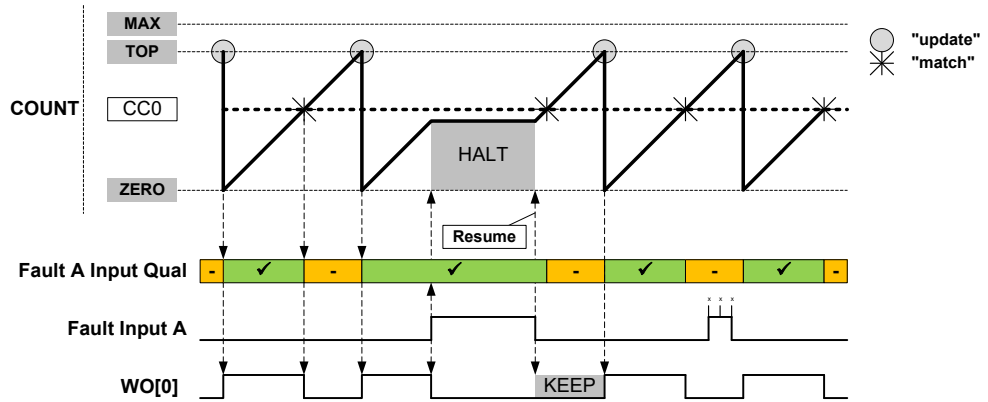 MAX
TOP
"update"
"match"
COUNT
CC0
HALT
ZERO
Resume
Fault A Input Qual
- ✓ - ✓ - ✓ - ✓ -
x x x
Fault Input A
WO[0]
KEEP